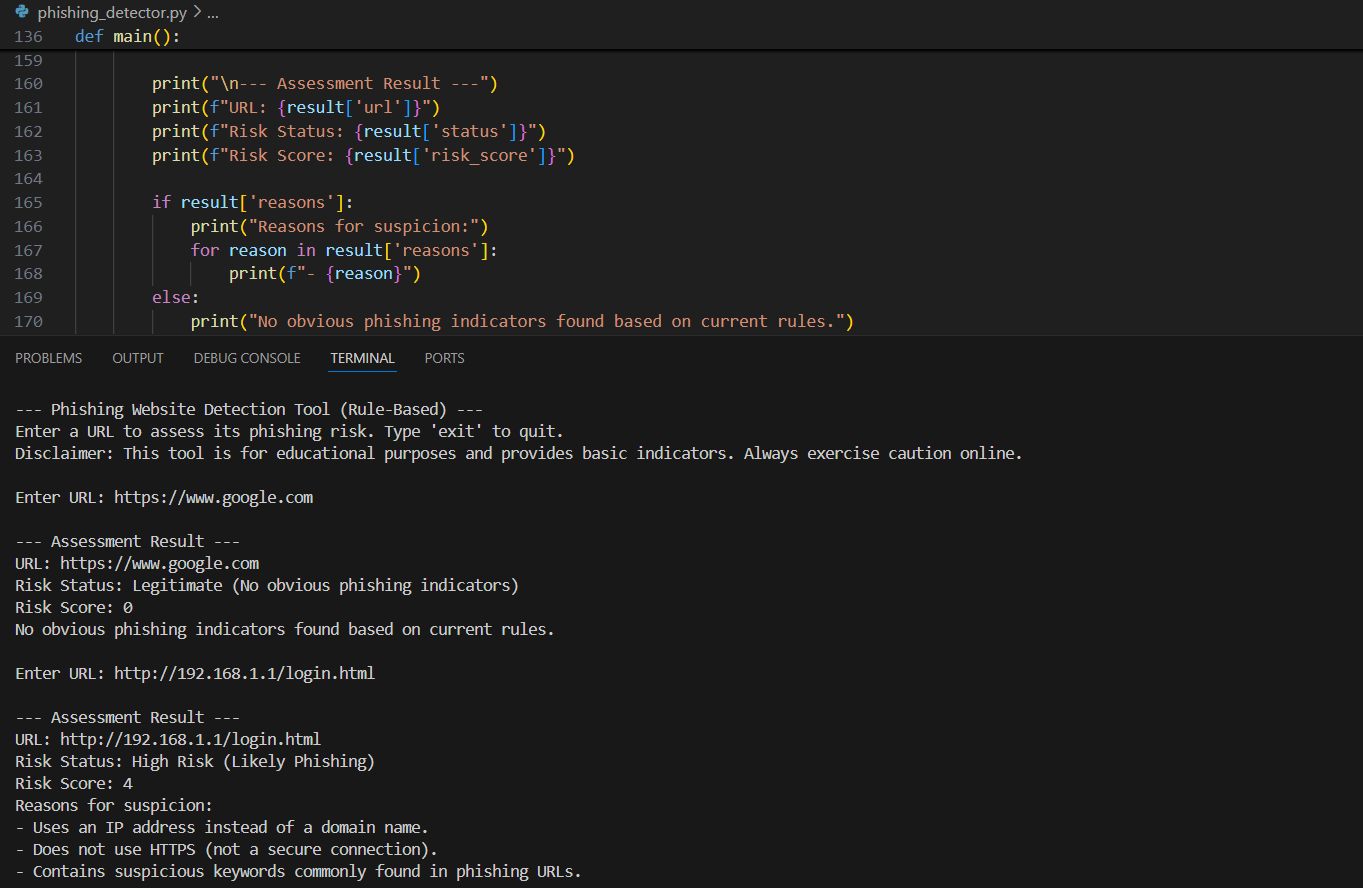 phishing_detector.py > ...
136 def main():
159
160 print("\n--- Assessment Result ---")
161 print(f"URL: {result['url']}")
162 print(f"Risk Status: {result['status']}")
163 print(f"Risk Score: {result['risk_score']}")
164
165 if result['reasons']:
166 print("Reasons for suspicion:")
167 for reason in result['reasons']:
168 print(f"- {reason}")
169 else:
170 print("No obvious phishing indicators found based on current rules.")
PROBLEMS OUTPUT DEBUG CONSOLE TERMINAL PORTS
--- Phishing Website Detection Tool (Rule-Based) ---
Enter a URL to assess its phishing risk. Type 'exit' to quit.
Disclaimer: This tool is for educational purposes and provides basic indicators. Always exercise caution online.
Enter URL: https://www.google.com
--- Assessment Result ---
URL: https://www.google.com
Risk Status: Legitimate (No obvious phishing indicators)
Risk Score: 0
No obvious phishing indicators found based on current rules.
Enter URL: http://192.168.1.1/login.html
--- Assessment Result ---
URL: http://192.168.1.1/login.html
Risk Status: High Risk (Likely Phishing)
Risk Score: 4
Reasons for suspicion:
- Uses an IP address instead of a domain name.
- Does not use HTTPS (not a secure connection).
- Contains suspicious keywords commonly found in phishing URLs.